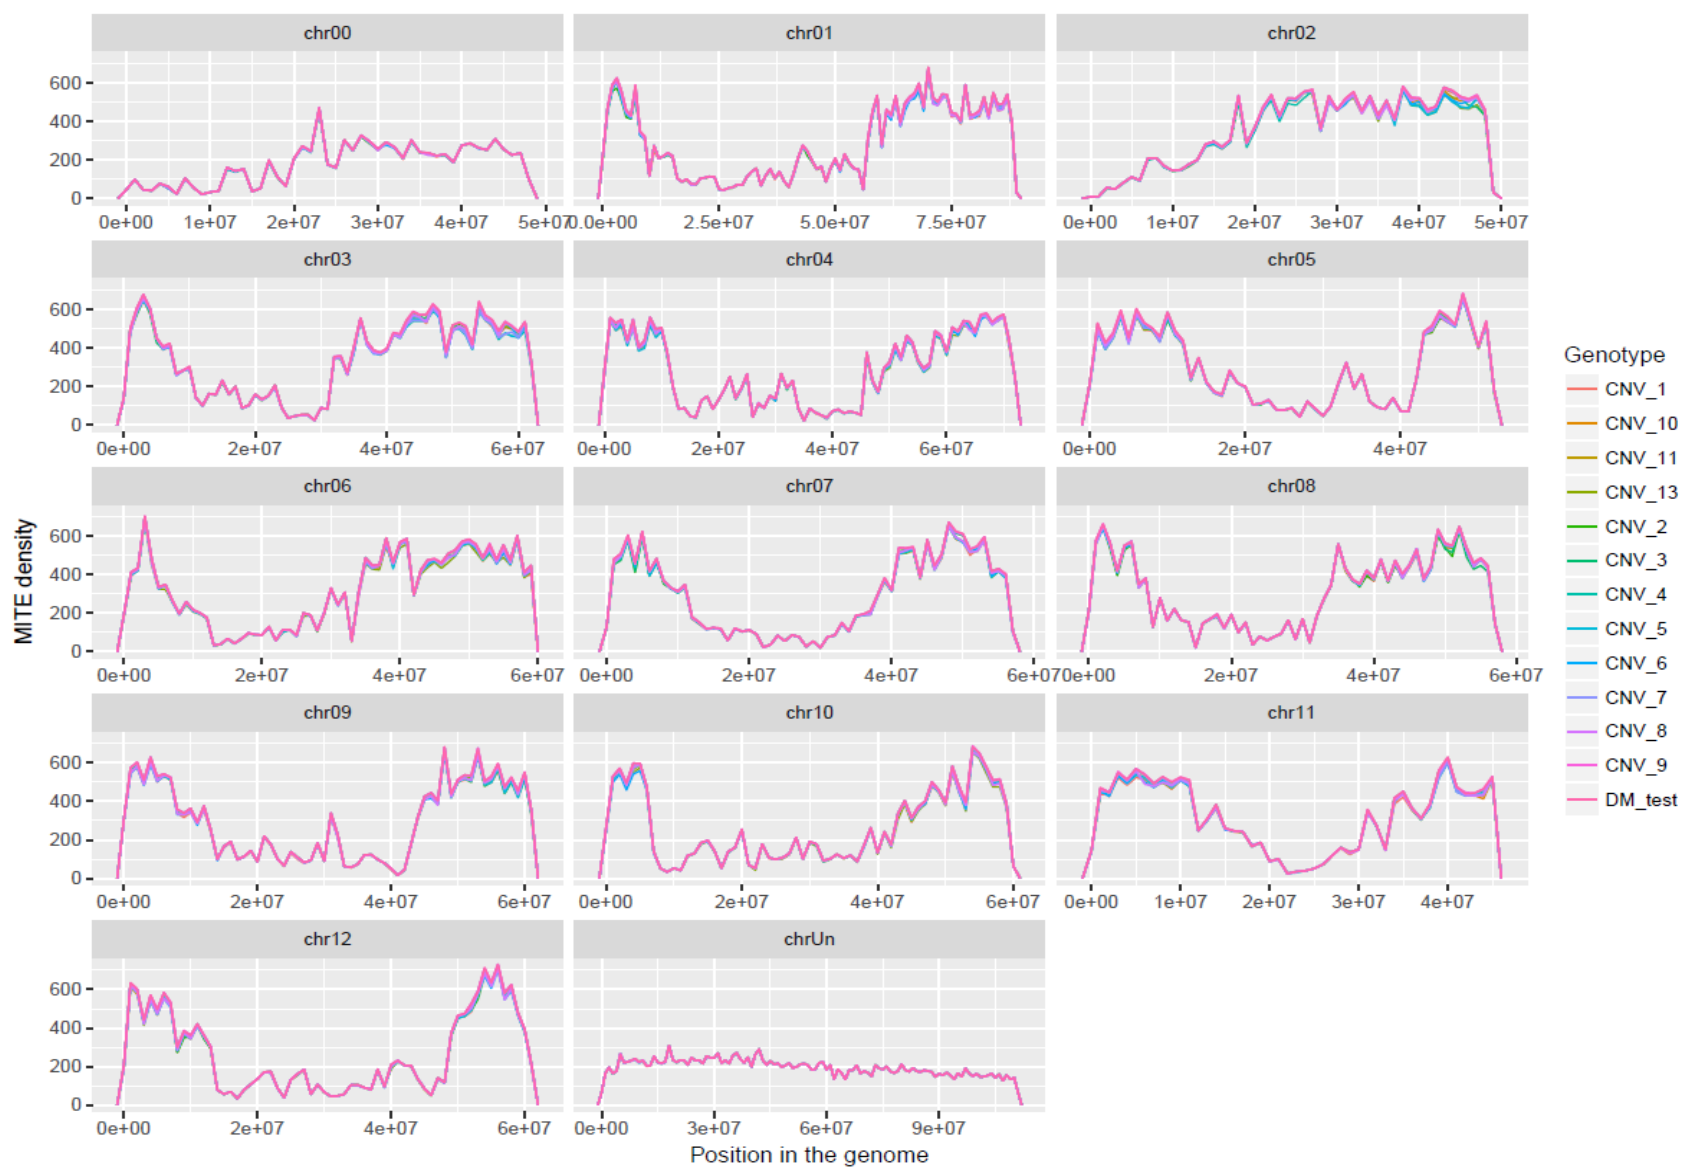 chr00 chr01 chr02
600
400
200
0
0e+00 1e+07 2e+07 3e+07 4e+07 5e+07 0.0e+00 2.5e+07 5.0e+07 7.5e+07 0e+00 1e+07 2e+07 3e+07 4e+07 5e+07
chr03 chr04 chr05
600
400
200
0
0e+00 2e+07 4e+07 6e+07 0e+00 2e+07 4e+07 6e+07 0e+00 2e+07 4e+07
chr06 chr07 chr08
600
400
200
0
0e+00 2e+07 4e+07 6e+07 0e+00 2e+07 4e+07 6e+07 0e+00 2e+07 4e+07 6e+07
chr09 chr10 chr11
600
400
200
0
0e+00 2e+07 4e+07 6e+07 0e+00 2e+07 4e+07 6e+07 0e+00 1e+07 2e+07 3e+07 4e+07
chr12 chrUn
600
400
200
0
0e+00 2e+07 4e+07 6e+07 0e+00 3e+07 6e+07 9e+07
Position in the genome
MITE density
Genotype
CNV_1
CNV_10
CNV_11
CNV_13
CNV_2
CNV_3
CNV_4
CNV_5
CNV_6
CNV_7
CNV_8
CNV_9
DM_test